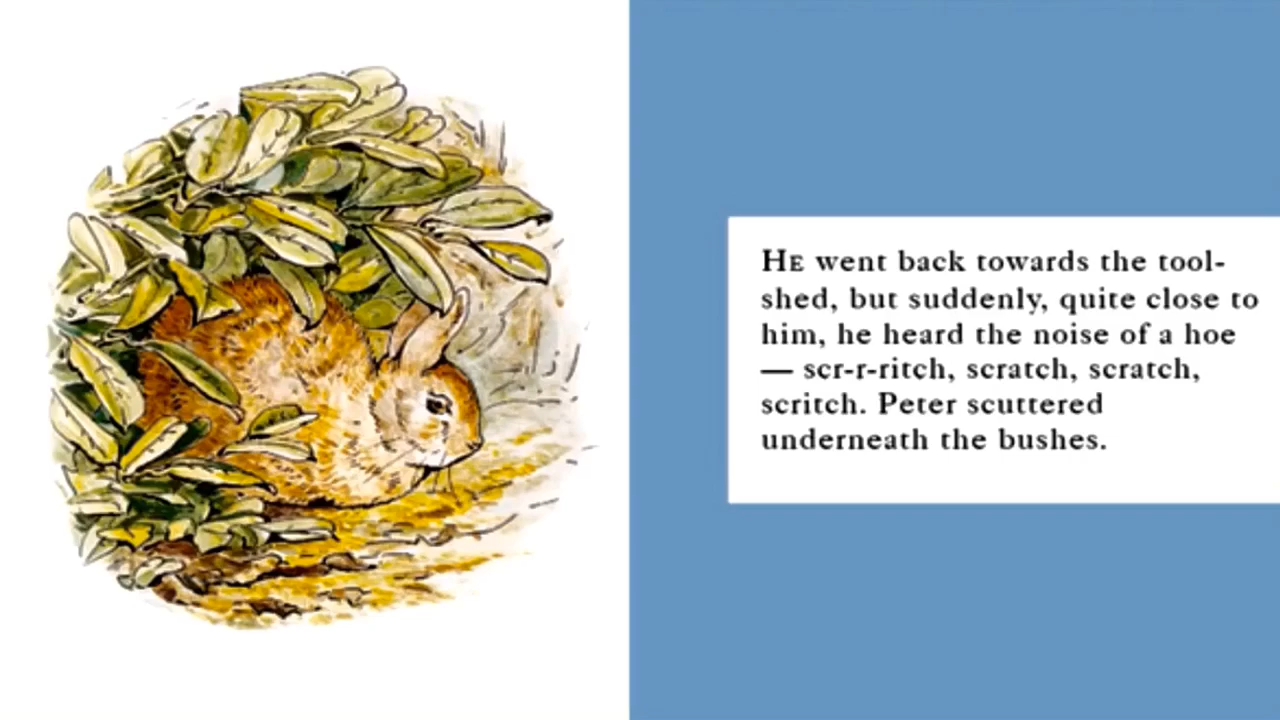 HE went back towards the tool-
shed, but suddenly, quite close to
him, he heard the noise of a hoe
— scr-r-ritch, scratch, scratch,
scritch. Peter scuttered
underneath the bushes.